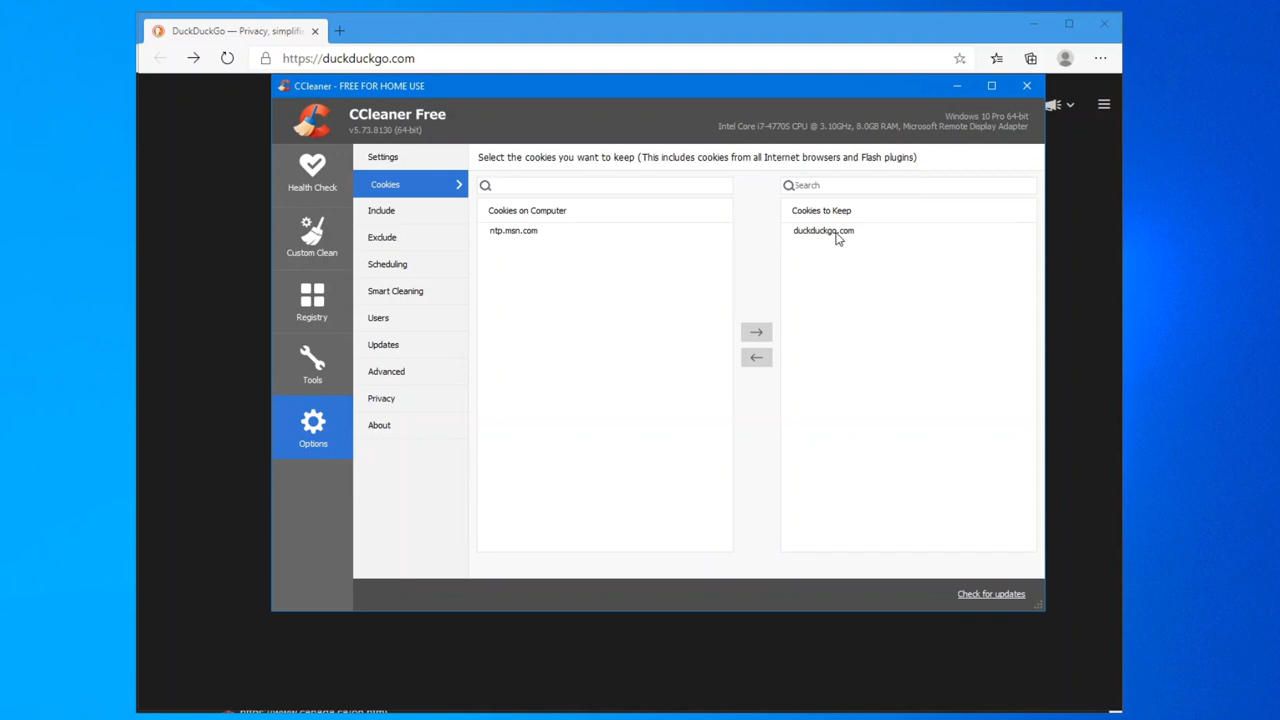 DuckDuckGo — Privacy, simplifi
https://duckduckgo.com
CCleaner - FREE FOR HOME USE
CCleaner Free
v5.73.8130 (64-bit)
Windows 10 Pro 64-bit
Intel Core i7-4770S CPU @ 3.10GHz, 8.0GB RAM, Microsoft Remote Display Adapter
Health Check
Custom Clean
Registry
Tools
Options
Settings
Cookies
Include
Exclude
Scheduling
Smart Cleaning
Users
Updates
Advanced
Privacy
About
Select the cookies you want to keep (This includes cookies from all Internet browsers and Flash plugins)
Search
Cookies on Computer
ntp.msn.com
Cookies to Keep
duckduckgo.com
Check for updates